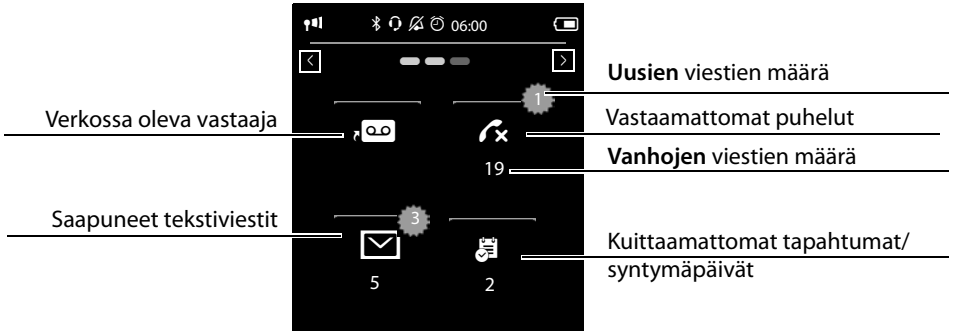 06:00
Uusien viestien määrä
1
Verkossa oleva vastaaja
Vastaamattomat puhelut
19
Vanhojen viestien määrä
Saapuneet tekstiviestit
3
Kuittaamattomat tapahtumat/
syntymäpäivät
5
2